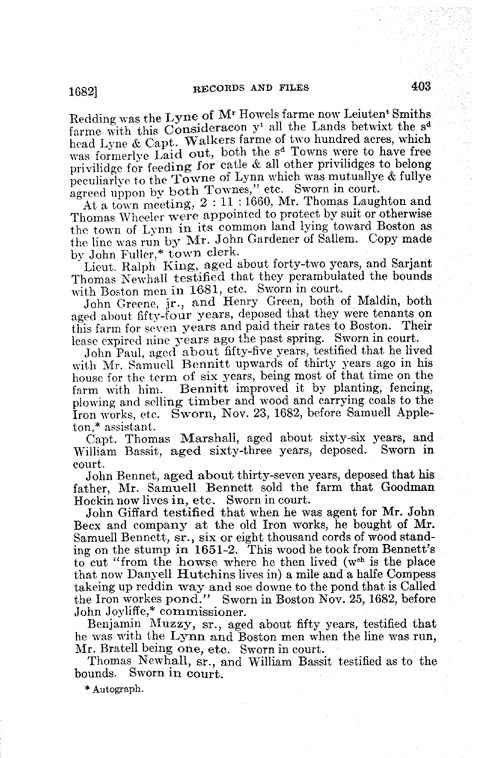 1682] RECORDS AND FILES 403
Redding was the Lyne of Mʳ Howels farme now Leiutenᵗ Smiths
farme with this Consideracon yᵗ all the Lands betwixt the sᵈ
head Lyne & Capt. Walkers farme of two hundred acres, which
was formerlye Laid out, both the sᵈ Towns were to have free
privilidge for feeding for catle & all other privilidges to belong
peculiarlye to the Towne of Lynn which was mutuallye & fullye
agreed uppon by both Townes," etc. Sworn in court.
At a town meeting, 2 : 11 : 1660, Mr. Thomas Laughton and
Thomas Wheeler were appointed to protect by suit or otherwise
the town of Lynn in its common land lying toward Boston as
the line was run by Mr. John Gardener of Sallem. Copy made
by John Fuller,* town clerk.
Lieut. Ralph King, aged about forty-two years, and Sarjant
Thomas Newhall testified that they perambulated the bounds
with Boston men in 1681, etc. Sworn in court.
John Greene, jr., and Henry Green, both of Maldin, both
aged about fifty-four years, deposed that they were tenants on
this farm for seven years and paid their rates to Boston. Their
lease expired nine years ago the past spring. Sworn in court.
John Paul, aged about fifty-five years, testified that he lived
with Mr. Samuell Bennitt upwards of thirty years ago in his
house for the term of six years, being most of that time on the
farm with him. Bennitt improved it by planting, fencing,
plowing and selling timber and wood and carrying coals to the
Iron works, etc. Sworn, Nov. 23, 1682, before Samuell Apple-
ton,* assistant.
Capt. Thomas Marshall, aged about sixty-six years, and
William Bassit, aged sixty-three years, deposed. Sworn in
court.
John Bennet, aged about thirty-seven years, deposed that his
father, Mr. Samuell Bennett sold the farm that Goodman
Hockin now lives in, etc. Sworn in court.
John Giffard testified that when he was agent for Mr. John
Becx and company at the old Iron works, he bought of Mr.
Samuell Bennett, sr., six or eight thousand cords of wood stand-
ing on the stump in 1651-2. This wood he took from Bennett's
to cut "from the howse where he then lived (wᶜʰ is the place
that now Danyell Hutchins lives in) a mile and a halfe Compess
takeing up reddin way and soe downe to the pond that is Called
the Iron workes pond." Sworn in Boston Nov. 25, 1682, before
John Joyliffe,* commissioner.
Benjamin Muzzy, sr., aged about fifty years, testified that
he was with the Lynn and Boston men when the line was run,
Mr. Bratell being one, etc. Sworn in court.
Thomas Newhall, sr., and William Bassit testified as to the
bounds. Sworn in court.
* Autograph.